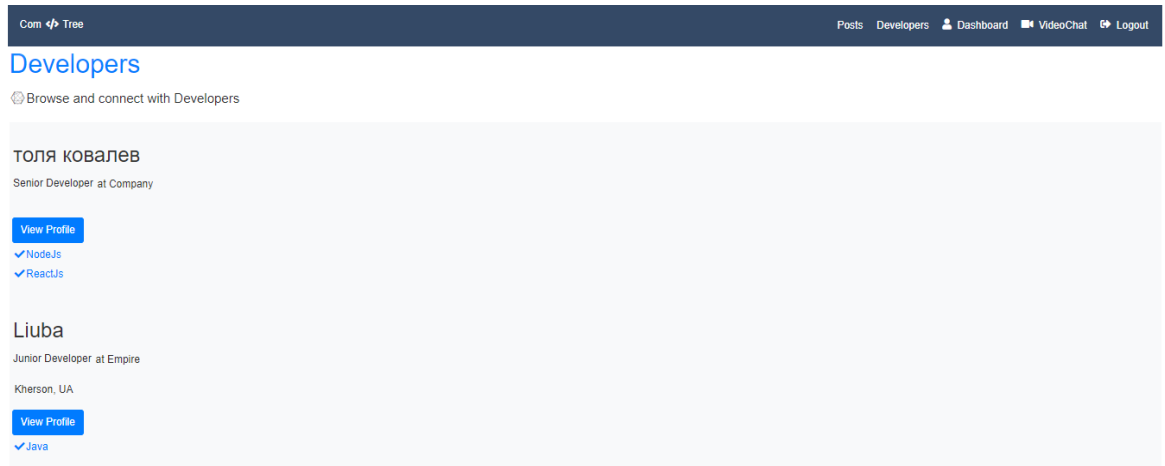 Com </> Tree Posts Developers Dashboard VideoChat Logout
Developers
Browse and connect with Developers
толя ковалев
Senior Developer at Company
View Profile
NodeJs
ReactJs
Liuba
Junior Developer at Empire
Kherson, UA
View Profile
Java